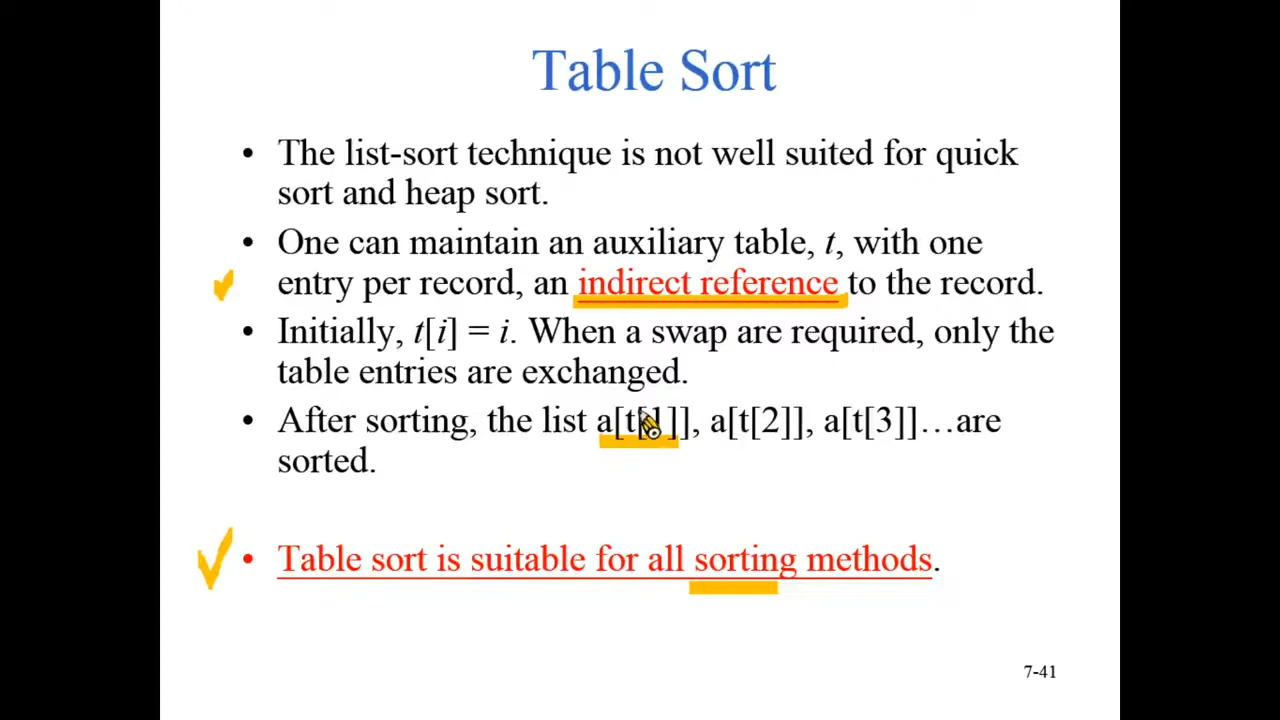 Table Sort
• The list-sort technique is not well suited for quick
sort and heap sort.
• One can maintain an auxiliary table, t, with one
entry per record, an indirect reference to the record.
• Initially, t[i] = i. When a swap are required, only the
table entries are exchanged.
• After sorting, the list a[t[1]], a[t[2]], a[t[3]]…are
sorted.
• Table sort is suitable for all sorting methods.
7-41